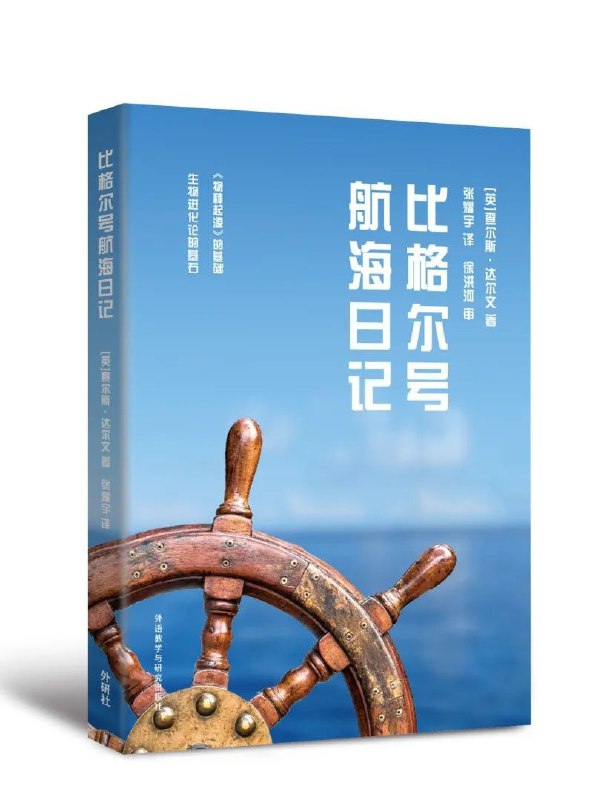 比格尔号航海日记
[英]查尔斯·达尔文 著
张耀宇 译
外研社
[英]查尔斯·达尔文 著
张耀宇 译 徐洪河 审
比格尔号
航海日记
《物种起源》的基础
生物进化论的基石
外语教学与研究出版社